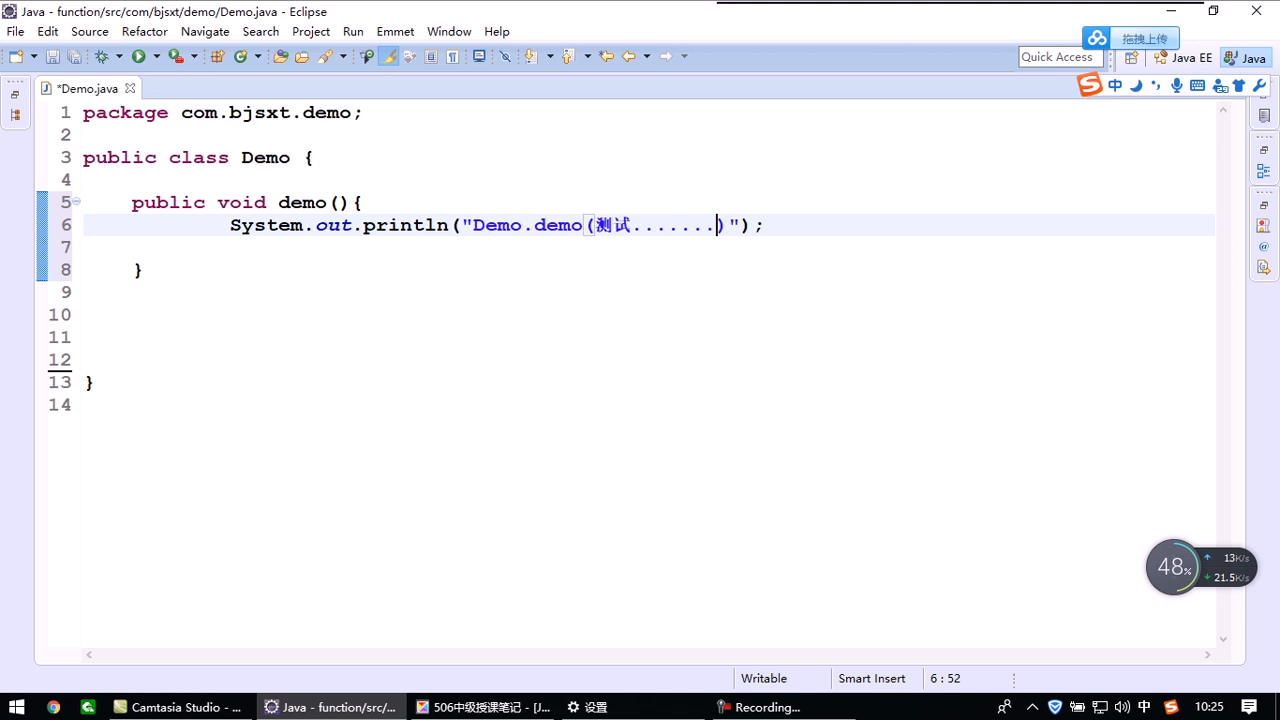 Java - function/src/com/bjsxt/demo/Demo.java - Eclipse
File Edit Source Refactor Navigate Search Project Run Emmet Window Help
拖拽上传
Quick Access
Java EE
Java
*Demo.java
中
1 package com.bjsxt.demo;
2
3 public class Demo {
4
5 public void demo(){
6 System.out.println("Demo.demo(测试.......)");
7
8 }
9
10
11
12
13 }
14
48%
13K/s
21.5K/s
Writable
Smart Insert
6 : 52
Camtasia Studio - ...
Java - function/src/...
506中级授课笔记 - [J...
设置
Recording...
中
10:25